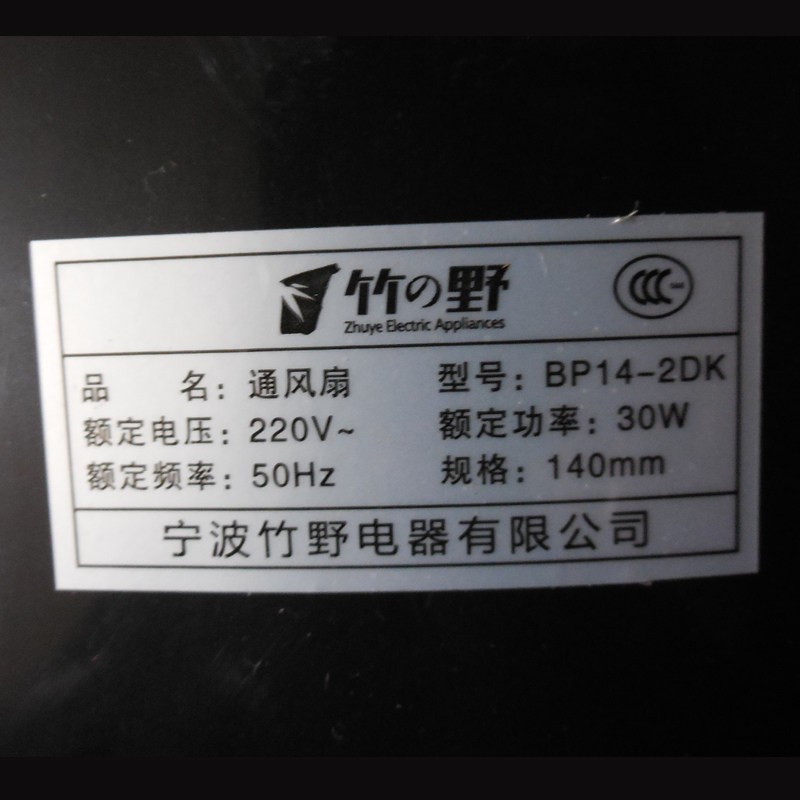 竹の野
Zhuye Electric Appliances
CCC
品 名：通风扇 型号：BP14-2DK
额定电压：220V~ 额定功率：30W
额定频率：50Hz 规格：140mm
宁波竹野电器有限公司